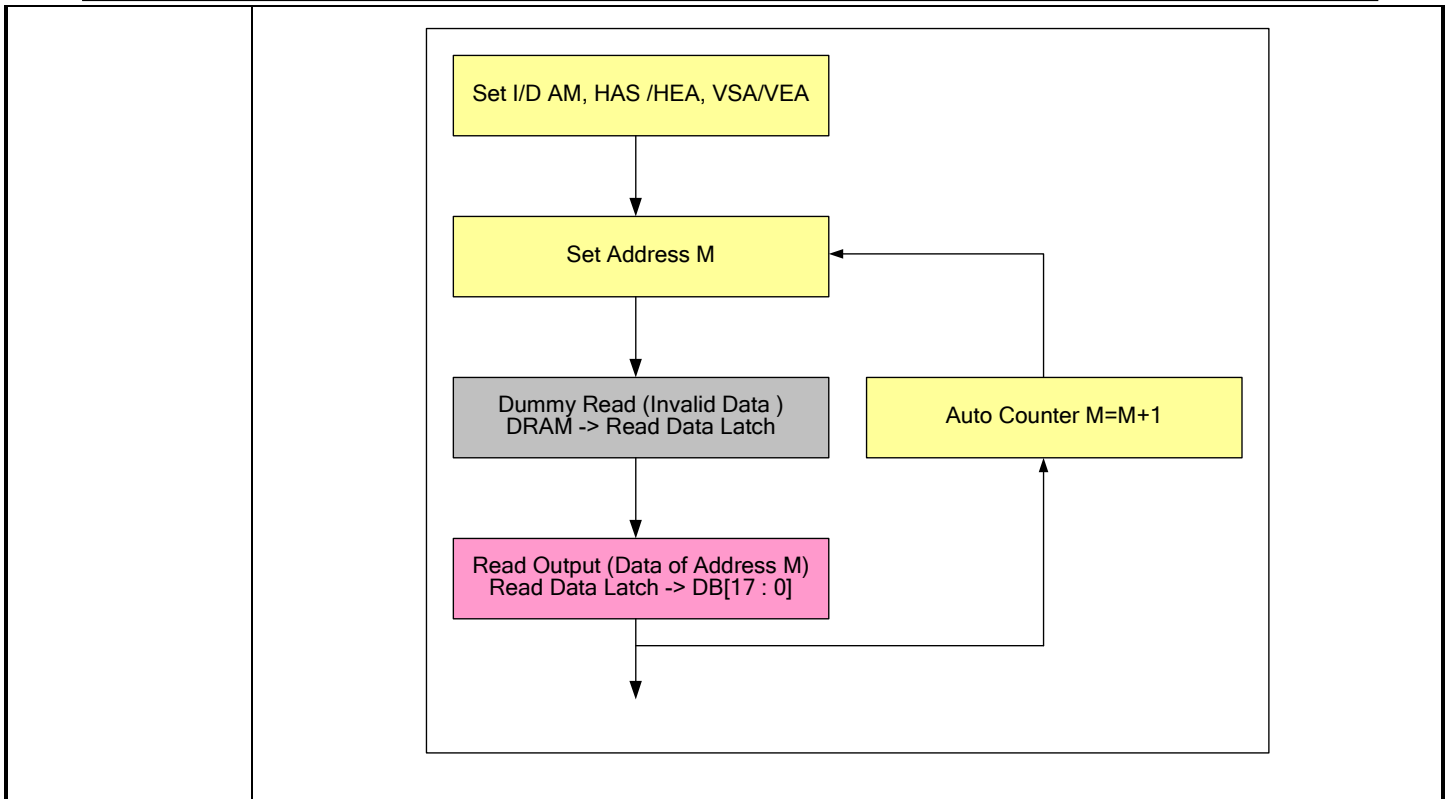 Set I/D AM, HAS /HEA, VSA/VEA
Set Address M
Dummy Read (Invalid Data )
DRAM -> Read Data Latch
Auto Counter M=M+1
Read Output (Data of Address M)
Read Data Latch -> DB[17 : 0]